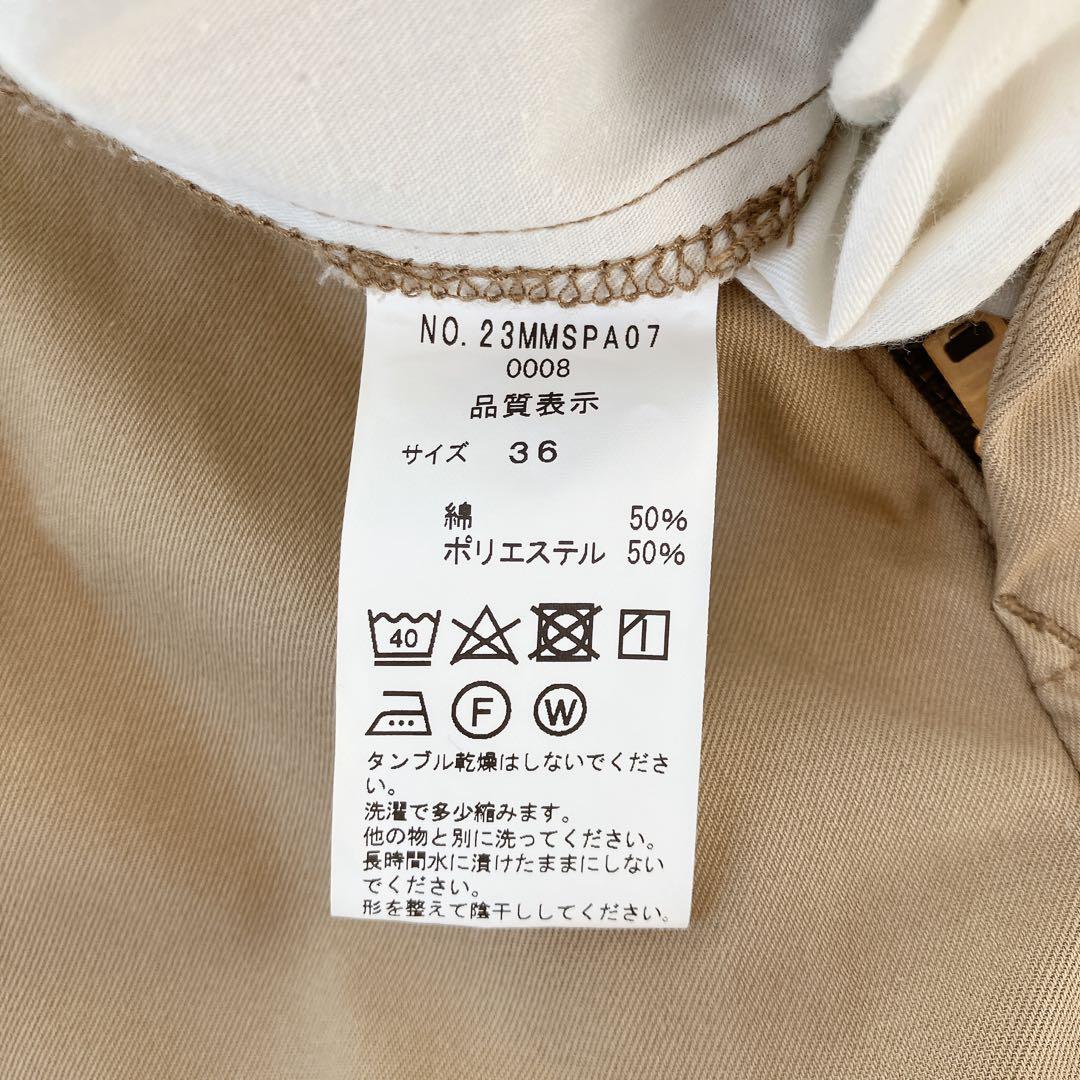 NO.23MMSPA07
0008
品質表示
サイズ 36
綿 50%
ポリエステル 50%
40
F W
タンブル乾燥はしないでくださ
い。
洗濯で多少縮みます。
他の物と別に洗ってください。
長時間水に漬けたままにしない
でください。
形を整えて陰干ししてください。